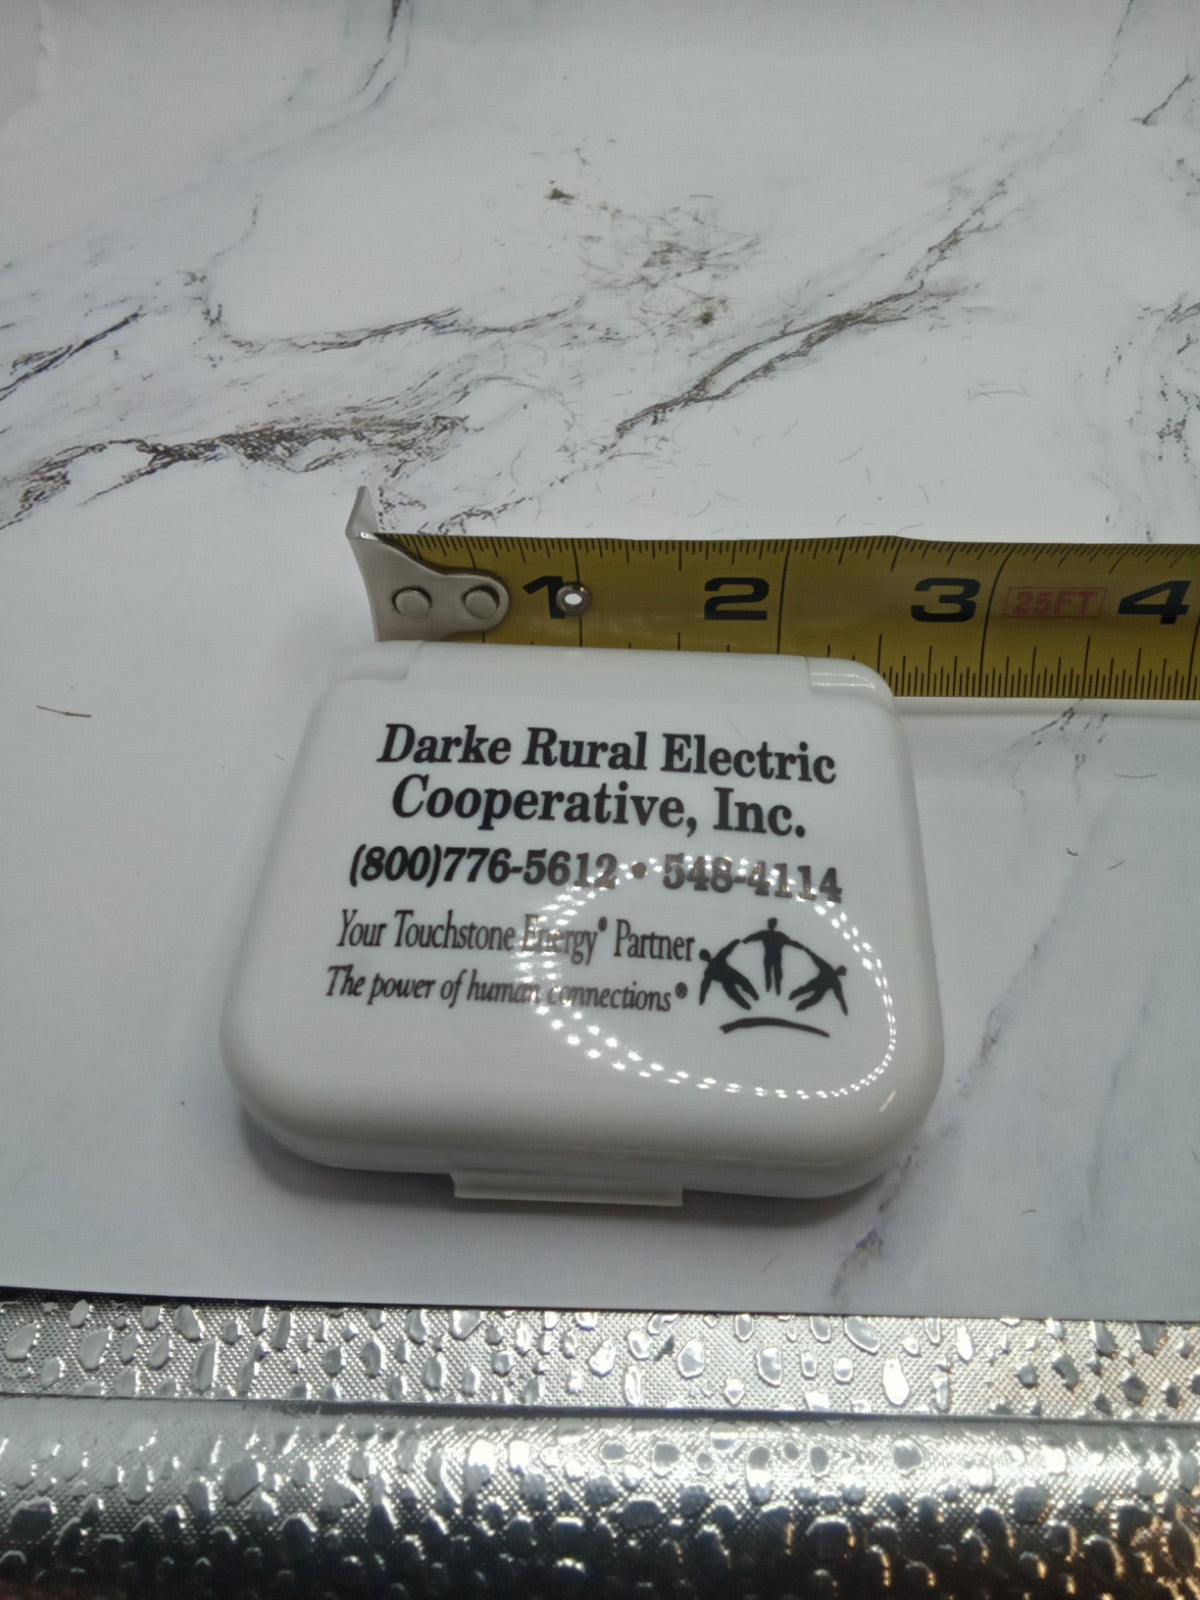 1 2 3 25FT 4
Darke Rural Electric
Cooperative, Inc.
(800)776-5612 • 548-4114
Your Touchstone Energy® Partner
The power of human connections®